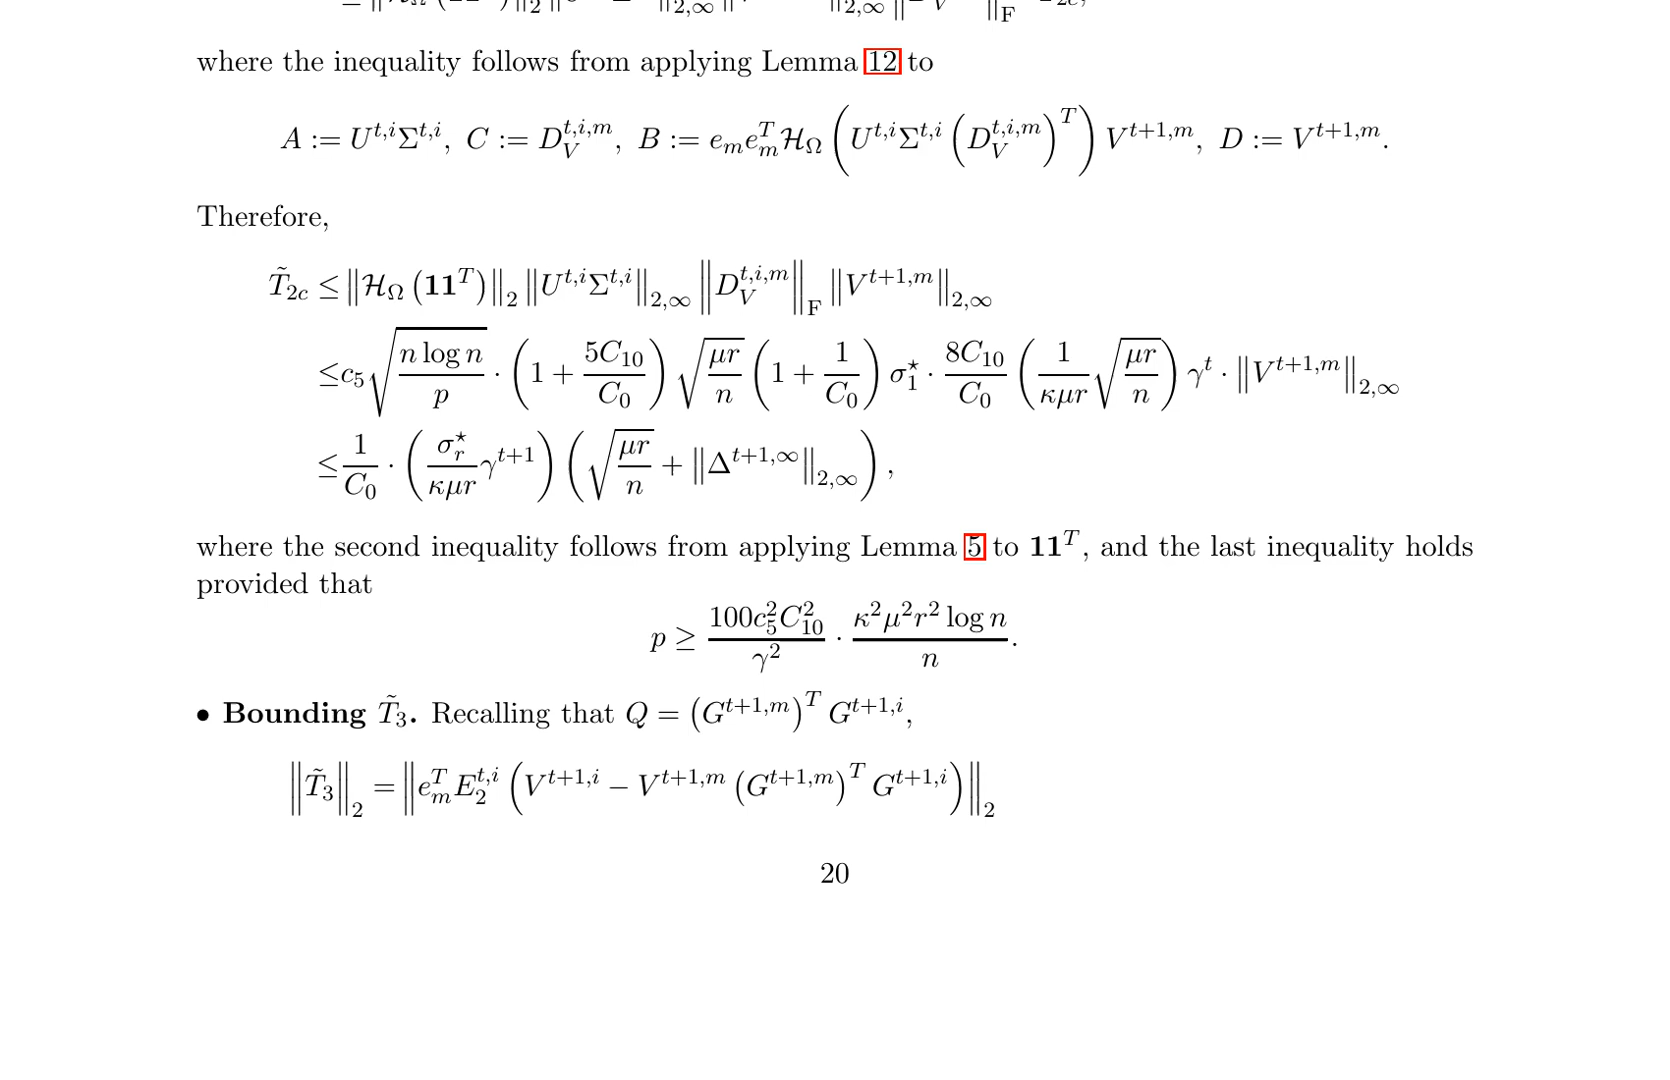 where the inequality follows from applying Lemma 12 to
A := U^{t,i}Σ^{t,i}, C := D_V^{t,i,m}, B := e_m e_m^T ℋ_Ω (U^{t,i}Σ^{t,i} (D_V^{t,i,m})^T) V^{t+1,m}, D := V^{t+1,m}.
Therefore,
T̃_{2c} ≤ ‖ℋ_Ω (𝟏𝟏^T)‖_2 ‖U^{t,i}Σ^{t,i}‖_{2,∞} ‖D_V^{t,i,m}‖_F ‖V^{t+1,m}‖_{2,∞}
≤ c_5 √(n log n / p) · (1 + 5C_{10}/C_0) √(μr/n) (1 + 1/C_0) σ_1^⋆ · 8C_{10}/C_0 (1/(κμr) √(μr/n)) γ^t · ‖V^{t+1,m}‖_{2,∞}
≤ 1/C_0 · (σ_r^⋆/(κμr) γ^{t+1}) (√(μr/n) + ‖Δ^{t+1,∞}‖_{2,∞}),
where the second inequality follows from applying Lemma 5 to 𝟏𝟏^T, and the last inequality holds
provided that
p ≥ 100c_5^2 C_{10}^2 / γ^2 · κ^2μ^2r^2 log n / n.
• Bounding T̃_3. Recalling that Q = (G^{t+1,m})^T G^{t+1,i},
‖T̃_3‖_2 = ‖e_m^T E_2^{t,i} (V^{t+1,i} − V^{t+1,m} (G^{t+1,m})^T G^{t+1,i})‖_2
20